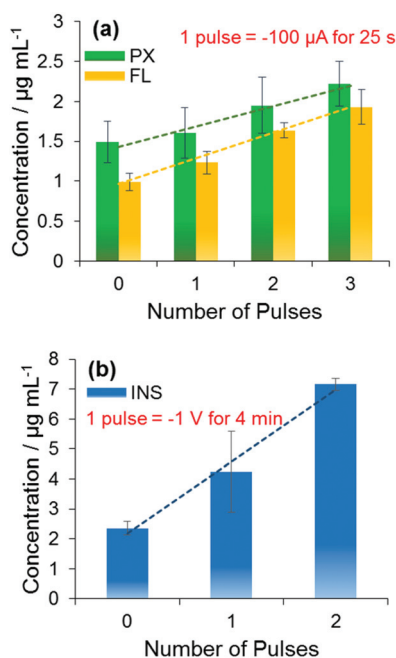 (a)
1 pulse = -100 µA for 25 s
PX
FL
Concentration / µg mL-1
3
2.5
2
1.5
1
0.5
0
0 1 2 3
Number of Pulses
(b)
INS
1 pulse = -1 V for 4 min
Concentration / µg mL-1
8
7
6
5
4
3
2
1
0
0 1 2
Number of Pulses